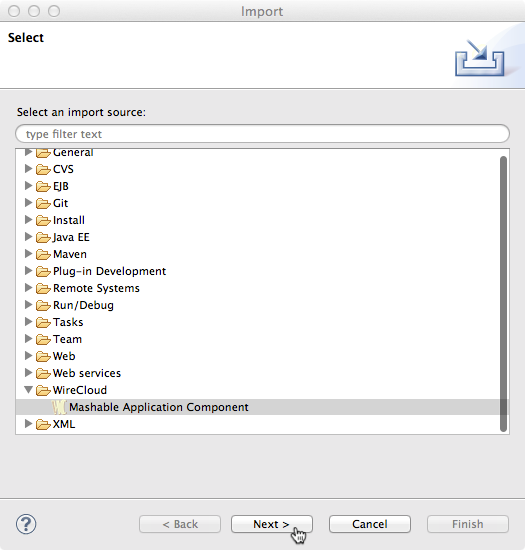 Import
Select
Select an import source:
type filter text
General
CVS
EJB
Git
Install
Java EE
Maven
Plug-in Development
Remote Systems
Run/Debug
Tasks
Team
Web
Web services
WireCloud
Mashable Application Component
XML
?
< Back
Next >
Cancel
Finish